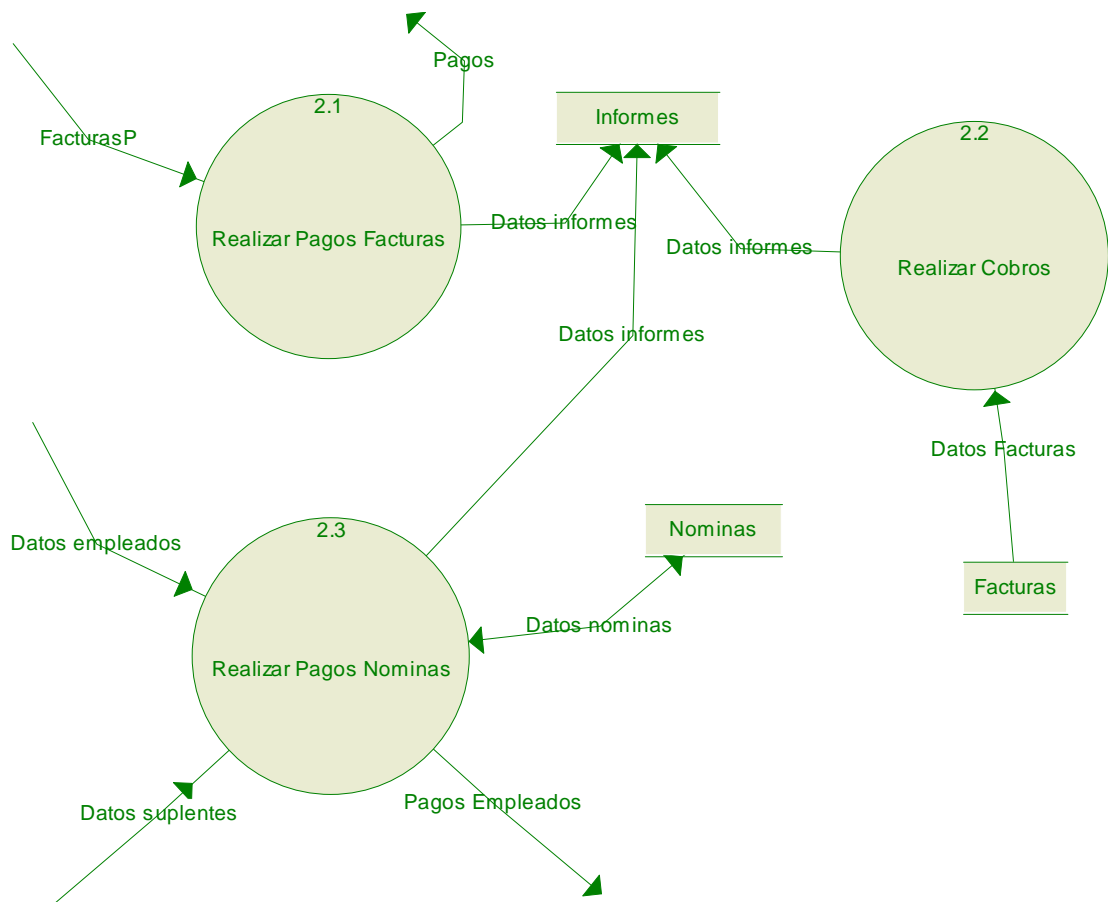 Pagos
2.1
Informes
2.2
FacturasP
Datos informes
Realizar Pagos Facturas
Datos informes
Realizar Cobros
Datos informes
Datos Facturas
2.3
Nominas
Datos empleados
Facturas
Datos nominas
Realizar Pagos Nominas
Pagos Empleados
Datos suplentes